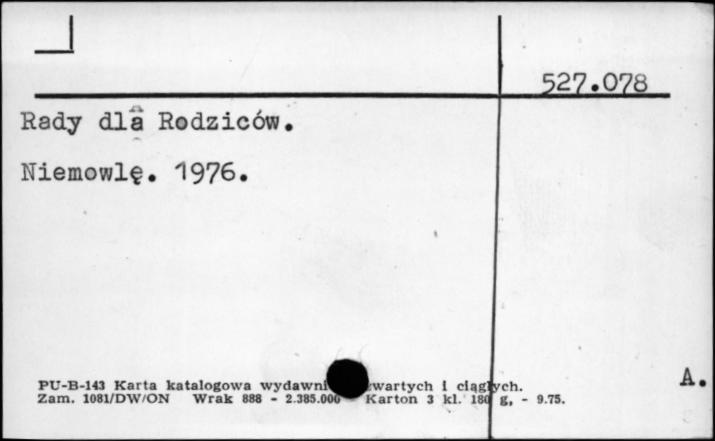 527.078
Rady dla Rodziców.
Niemowlę. 1976.
A.
PU-B-143 Karta katalogowa wydawni wartych i ciągłych.
Zam. 1081/DW/ON Wrak 888 - 2.385.000 Karton 3 kl. 180 g, - 9.75.